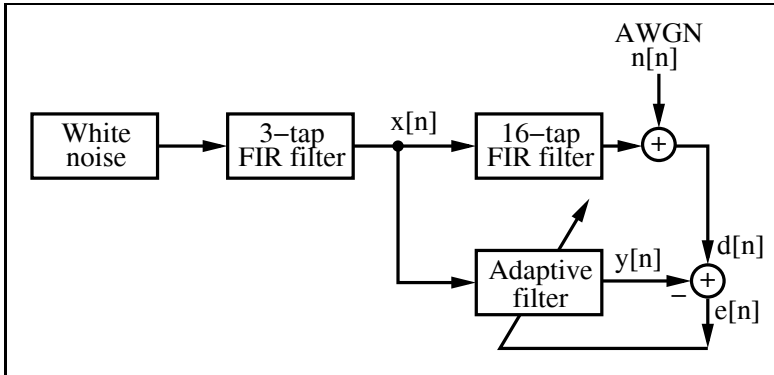 AWGN
n[n]
White
noise
3−tap
FIR filter
x[n]
16−tap
FIR filter
+
d[n]
Adaptive
filter
y[n]
+
−
e[n]